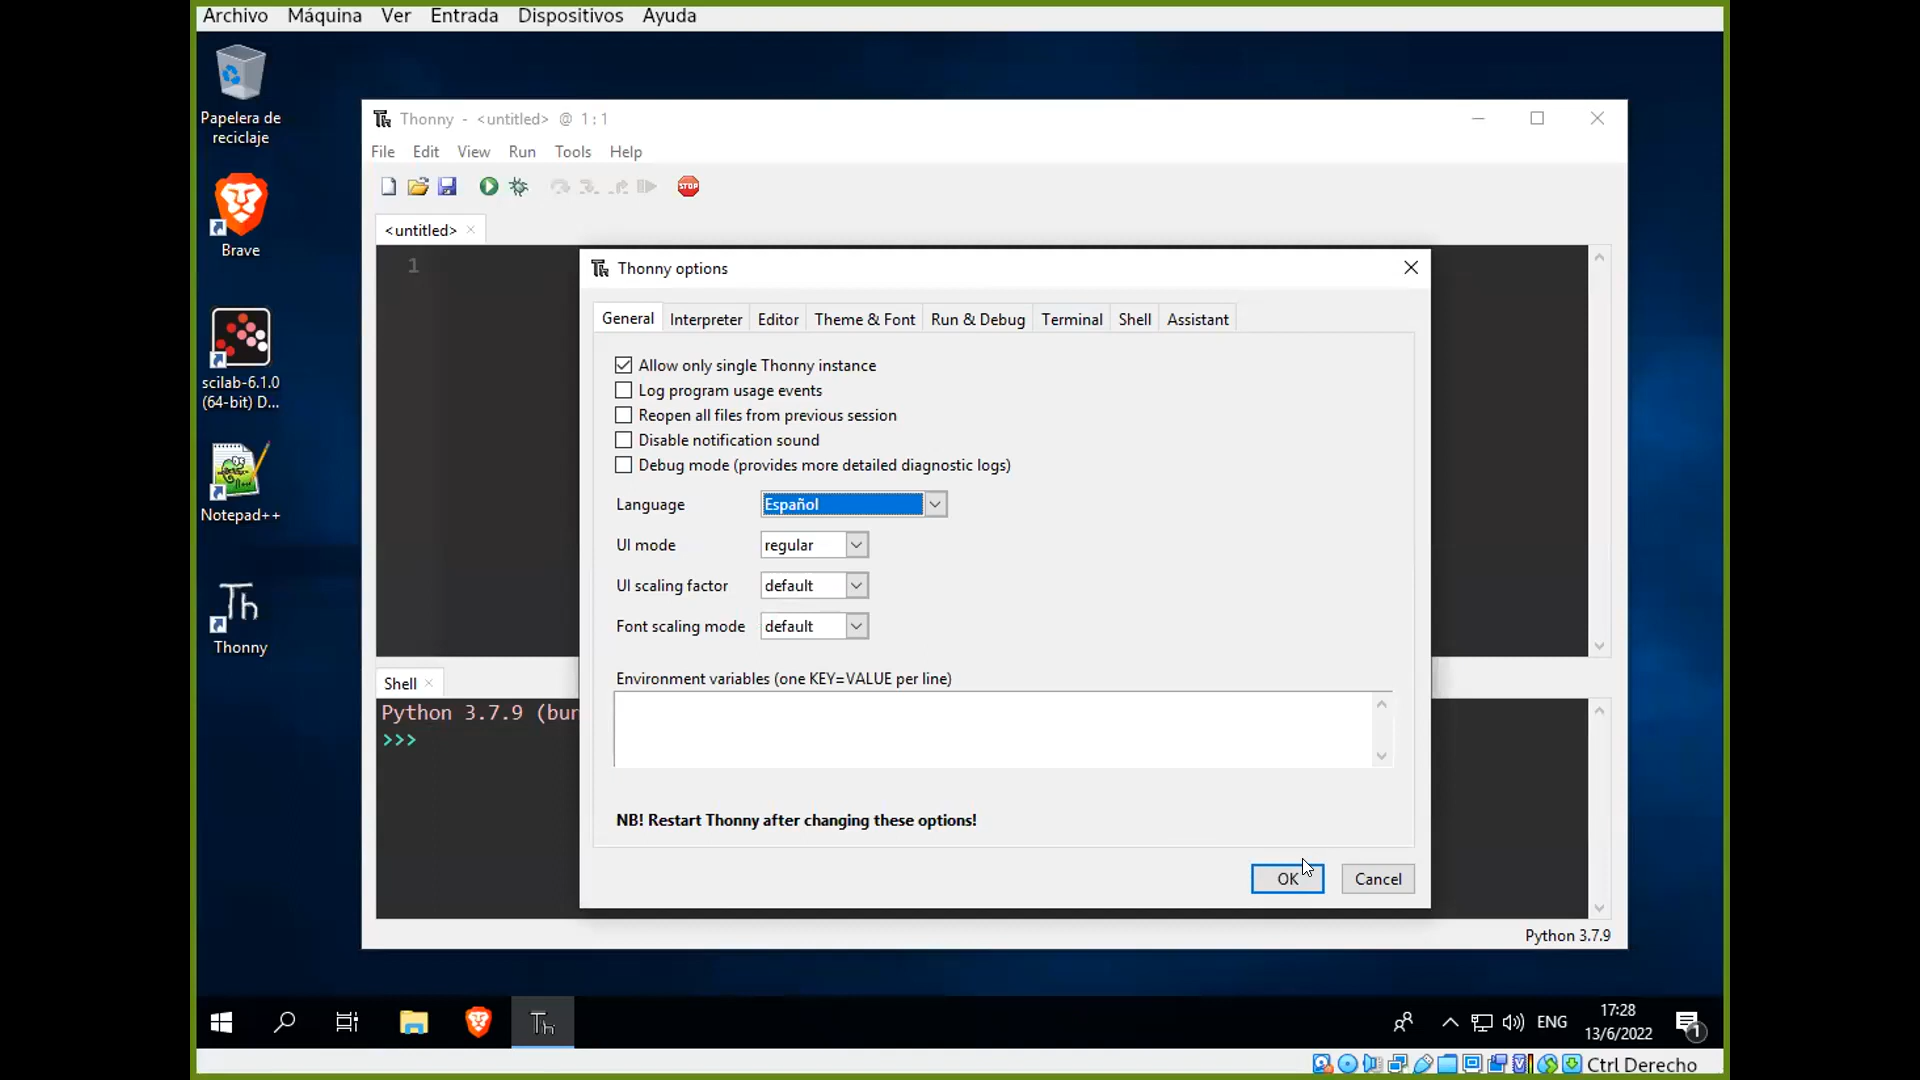 Archivo Máquina Ver Entrada Dispositivos Ayuda
Papelera de
reciclaje
Brave
scilab-6.1.0
(64-bit) D...
Notepad++
Th
Thonny
Thonny - <untitled> @ 1:1
File Edit View Run Tools Help
STOP
<untitled>
1
Thonny options
General Interpreter Editor Theme & Font Run & Debug Terminal Shell Assistant
Allow only single Thonny instance
Log program usage events
Reopen all files from previous session
Disable notification sound
Debug mode (provides more detailed diagnostic logs)
Language Español
UI mode regular
UI scaling factor default
Font scaling mode default
Environment variables (one KEY=VALUE per line)
NB! Restart Thonny after changing these options!
OK Cancel
Shell
Python 3.7.9 (bun
>>>
Python 3.7.9
Th
ENG
17:28
13/6/2022
1
Ctrl Derecho